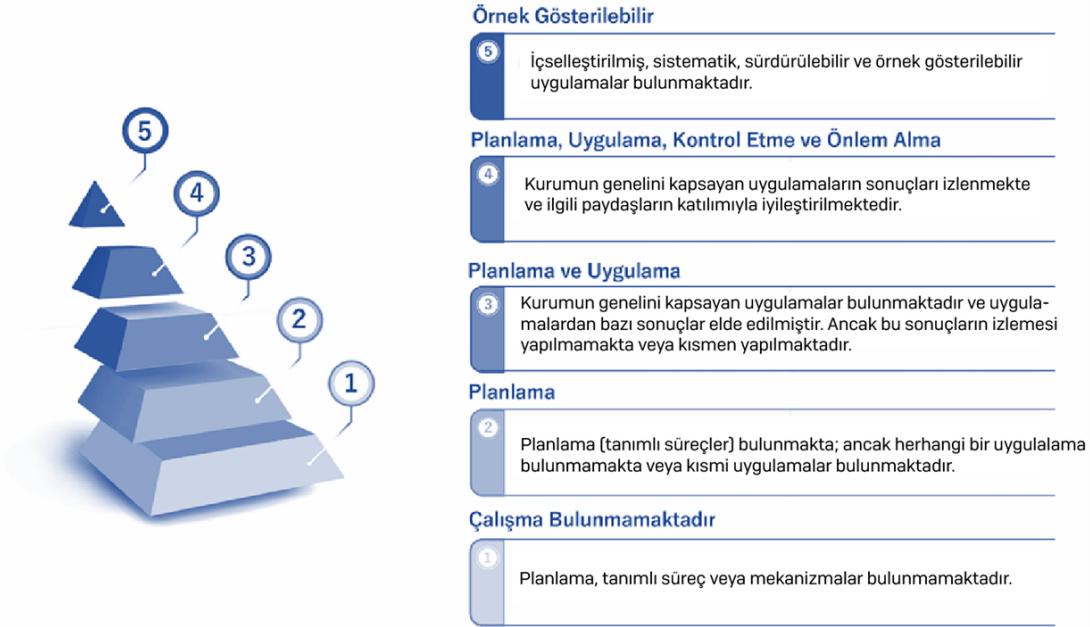 Örnek Gösterilebilir
5
İçselleştirilmiş, sistematik, sürdürülebilir ve örnek gösterilebilir
uygulamalar bulunmaktadır.
Planlama, Uygulama, Kontrol Etme ve Önlem Alma
4
Kurumun genelini kapsayan uygulamaların sonuçları izlenmekte
ve ilgili paydaşların katılımıyla iyileştirilmektedir.
Planlama ve Uygulama
3
Kurumun genelini kapsayan uygulamalar bulunmaktadır ve uygula-
malardan bazı sonuçlar elde edilmiştir. Ancak bu sonuçların izlemesi
yapılmamakta veya kısmen yapılmaktadır.
Planlama
2
Planlama (tanımlı süreçler) bulunmakta; ancak herhangi bir uygulalama
bulunmamakta veya kısmi uygulamalar bulunmaktadır.
Çalışma Bulunmamaktadır
1
Planlama, tanımlı süreç veya mekanizmalar bulunmamaktadır.
5
4
3
2
1